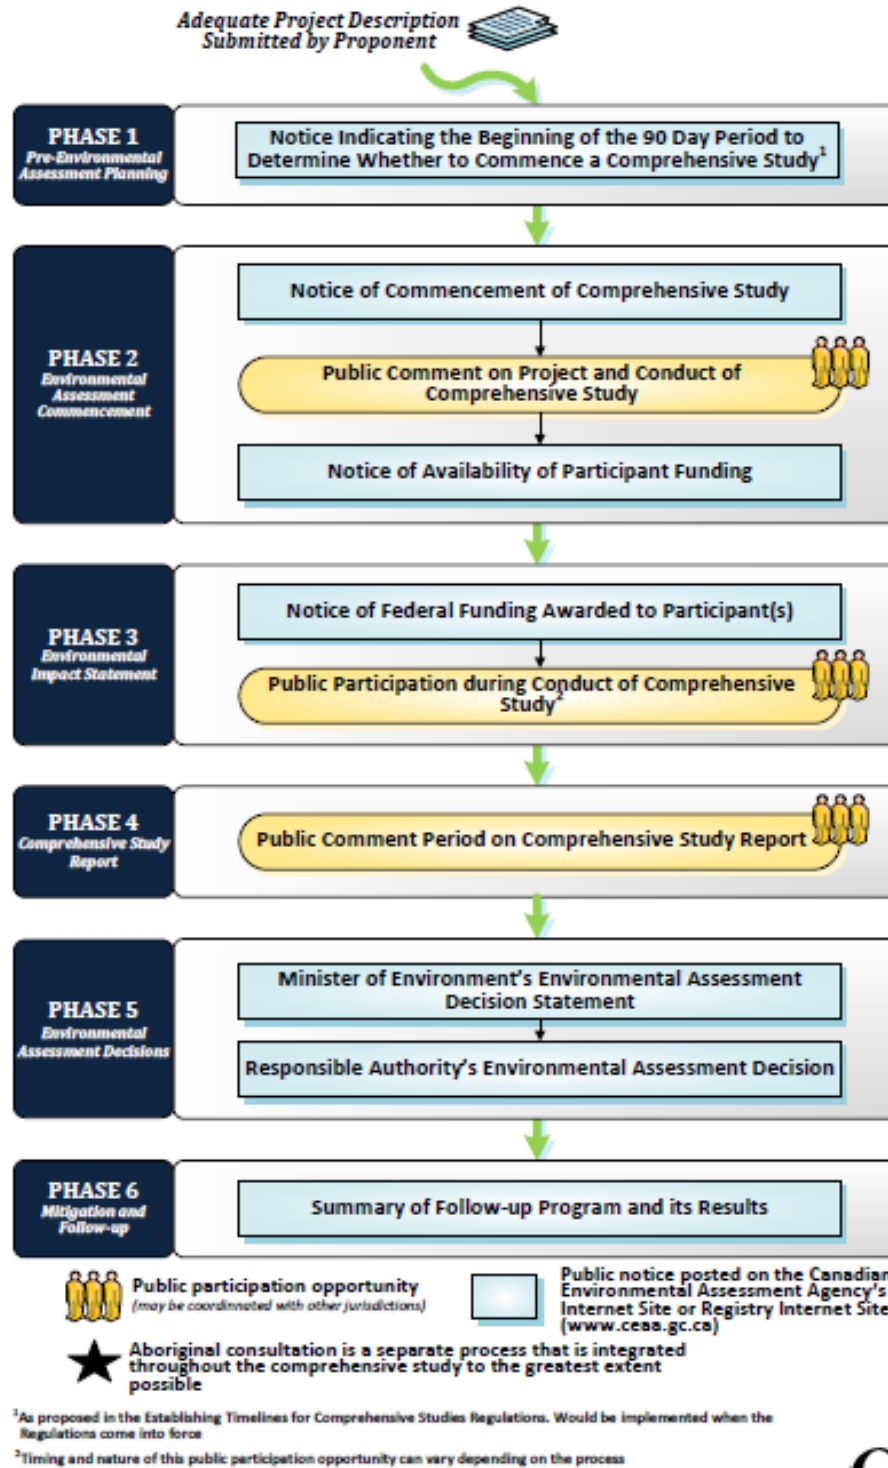 Adequate Project Description
Submitted by Proponent
PHASE 1
Pre-Environmental
Assessment Planning
Notice Indicating the Beginning of the 90 Day Period to
Determine Whether to Commence a Comprehensive Study1
PHASE 2
Environmental
Assessment
Commencement
Notice of Commencement of Comprehensive Study
Public Comment on Project and Conduct of
Comprehensive Study
Notice of Availability of Participant Funding
PHASE 3
Environmental
Impact Statement
Notice of Federal Funding Awarded to Participant(s)
Public Participation during Conduct of Comprehensive
Study2
PHASE 4
Comprehensive Study
Report
Public Comment Period on Comprehensive Study Report
PHASE 5
Environmental
Assessment Decisions
Minister of Environment's Environmental Assessment
Decision Statement
Responsible Authority's Environmental Assessment Decision
PHASE 6
Mitigation and
Follow-up
Summary of Follow-up Program and its Results
Public participation opportunity
(may be coordinnated with other jurisdictions)
Public notice posted on the Canadian
Environmental Assessment Agency's
Internet Site or Registry Internet Site
(www.ceaa.gc.ca)
Aboriginal consultation is a separate process that is integrated
throughout the comprehensive study to the greatest extent
possible
1As proposed in the Establishing Timelines for Comprehensive Studies Regulations. Would be implemented when the
Regulations come into force
2Timing and nature of this public participation opportunity can vary depending on the process